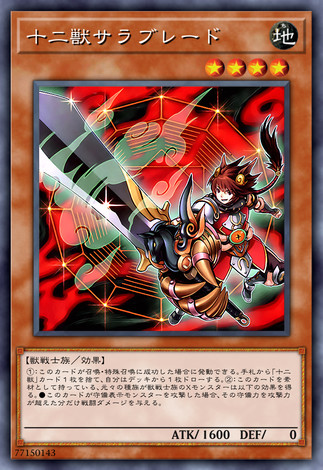 十二獣サラブレード
地
【獣戦士族／効果】
①:このカードが召喚・特殊召喚に成功した場合に発動できる。手札から「十二
獣」カード１枚を捨て、自分はデッキから１枚ドローする。②:このカードを素材
として持っている、元々の種族が獣戦士族のXモンスターは以下の効果を得
る。●このカードが守備表示モンスターを攻撃した場合、その守備力を攻撃力
が超えた分だけ戦闘ダメージを与える。
ATK/ 1600 DEF/ 0
77150143